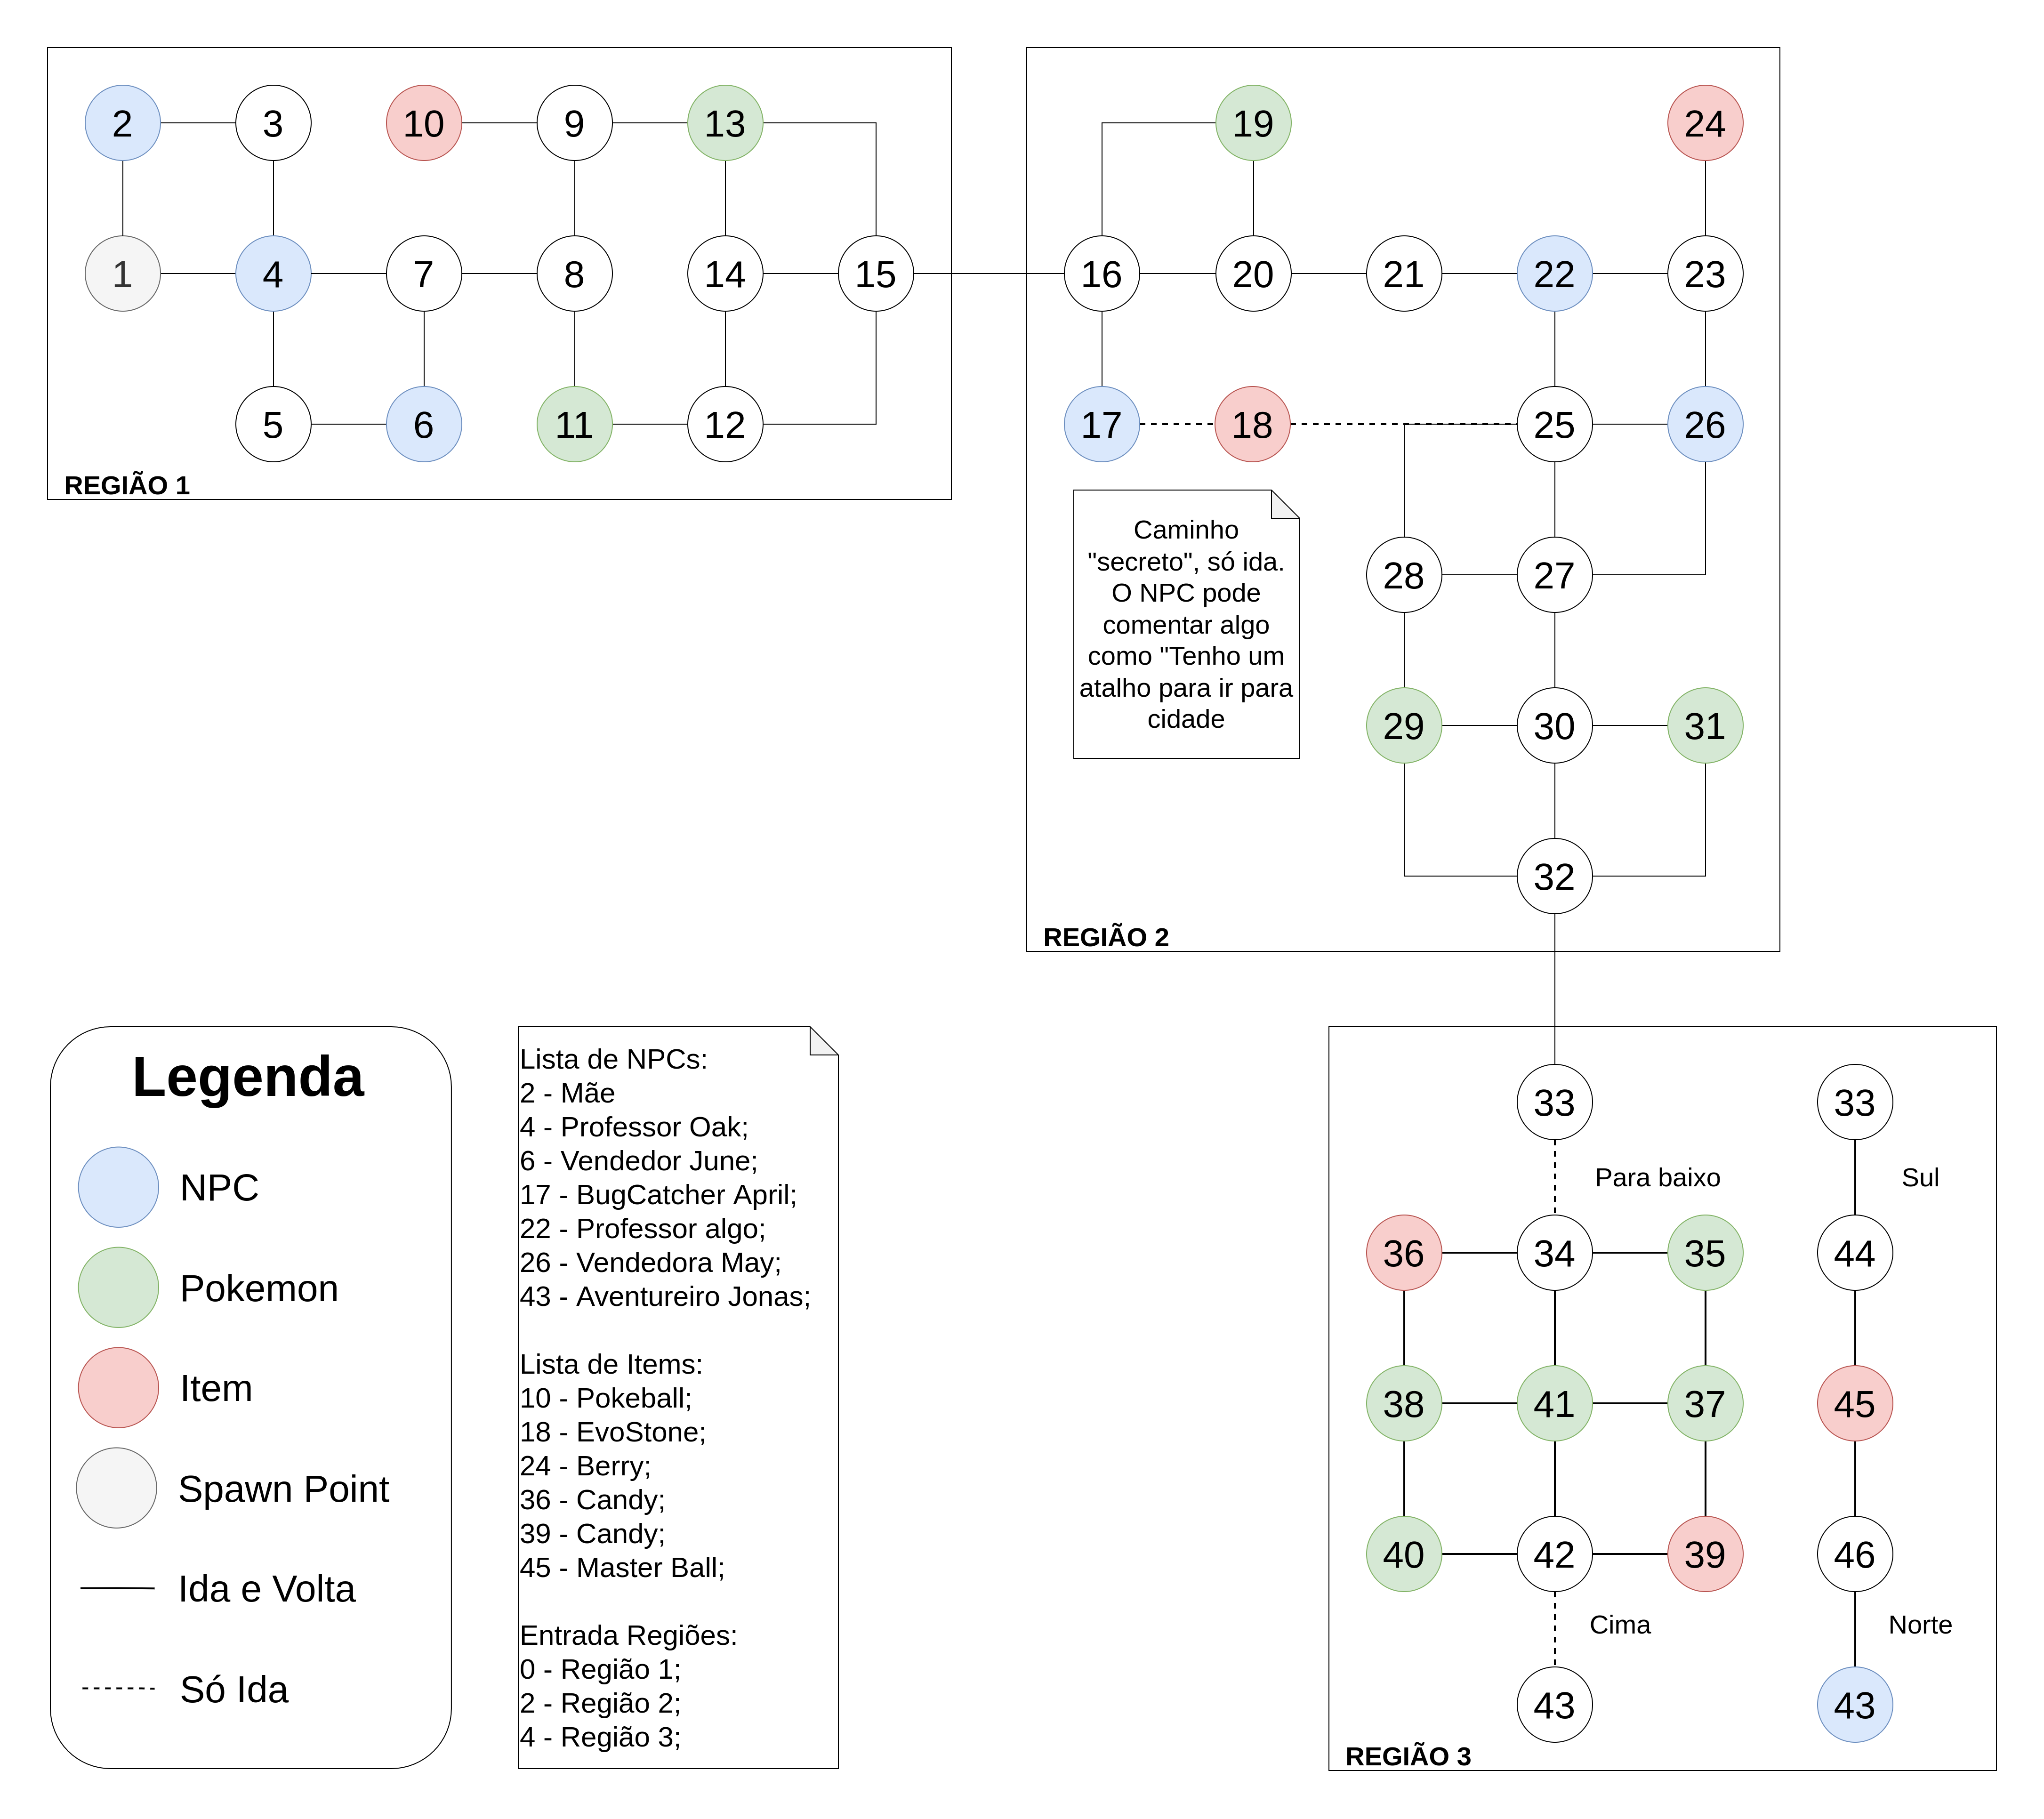 2
3
10
9
13
19
24
1
4
7
8
14
15
16
20
21
22
23
5
6
11
12
17
18
25
26
REGIÃO 1
Caminho
"secreto", só ida.
O NPC pode
comentar algo
como "Tenho um
atalho para ir para
cidade
28
27
29
30
31
32
REGIÃO 2
Legenda
NPC
Pokemon
Item
Spawn Point
Ida e Volta
Só Ida
Lista de NPCs:
2 - Mãe
4 - Professor Oak;
6 - Vendedor June;
17 - BugCatcher April;
22 - Professor algo;
26 - Vendedora May;
43 - Aventureiro Jonas;
Lista de Items:
10 - Pokeball;
18 - EvoStone;
24 - Berry;
36 - Candy;
39 - Candy;
45 - Master Ball;
Entrada Regiões:
0 - Região 1;
2 - Região 2;
4 - Região 3;
33
33
Para baixo
Sul
36
34
35
44
38
41
37
45
40
42
39
46
Cima
Norte
43
43
REGIÃO 3